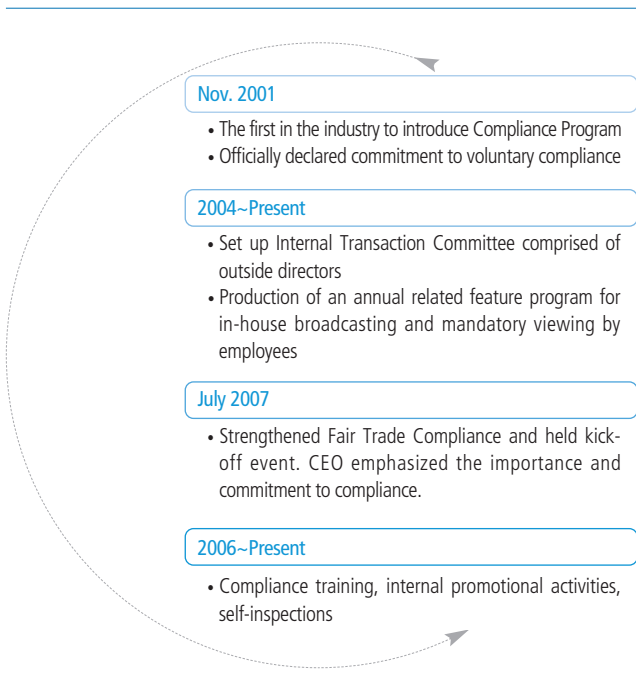 Nov. 2001
• The first in the industry to introduce Compliance Program
• Officially declared commitment to voluntary compliance
2004~Present
• Set up Internal Transaction Committee comprised of
outside directors
• Production of an annual related feature program for
in-house broadcasting and mandatory viewing by
employees
July 2007
• Strengthened Fair Trade Compliance and held kick-
off event. CEO emphasized the importance and
commitment to compliance.
2006~Present
• Compliance training, internal promotional activities,
self-inspections